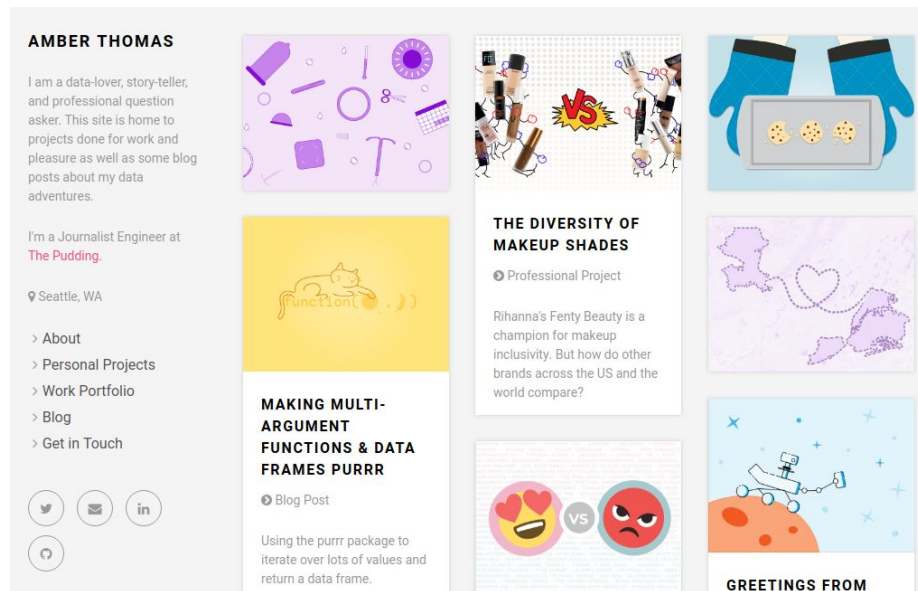 AMBER THOMAS
I am a data-lover, story-teller,
and professional question
asker. This site is home to
projects done for work and
pleasure as well as some blog
posts about my data
adventures.
I'm a Journalist Engineer at
The Pudding.
Seattle, WA
> About
> Personal Projects
> Work Portfolio
> Blog
> Get in Touch
in
function( , )
MAKING MULTI-
ARGUMENT
FUNCTIONS & DATA
FRAMES PURRR
Blog Post
Using the purrr package to
iterate over lots of values and
return a data frame.
VS
THE DIVERSITY OF
MAKEUP SHADES
Professional Project
Rihanna's Fenty Beauty is a
champion for makeup
inclusivity. But how do other
brands across the US and the
world compare?
VS
GREETINGS FROM